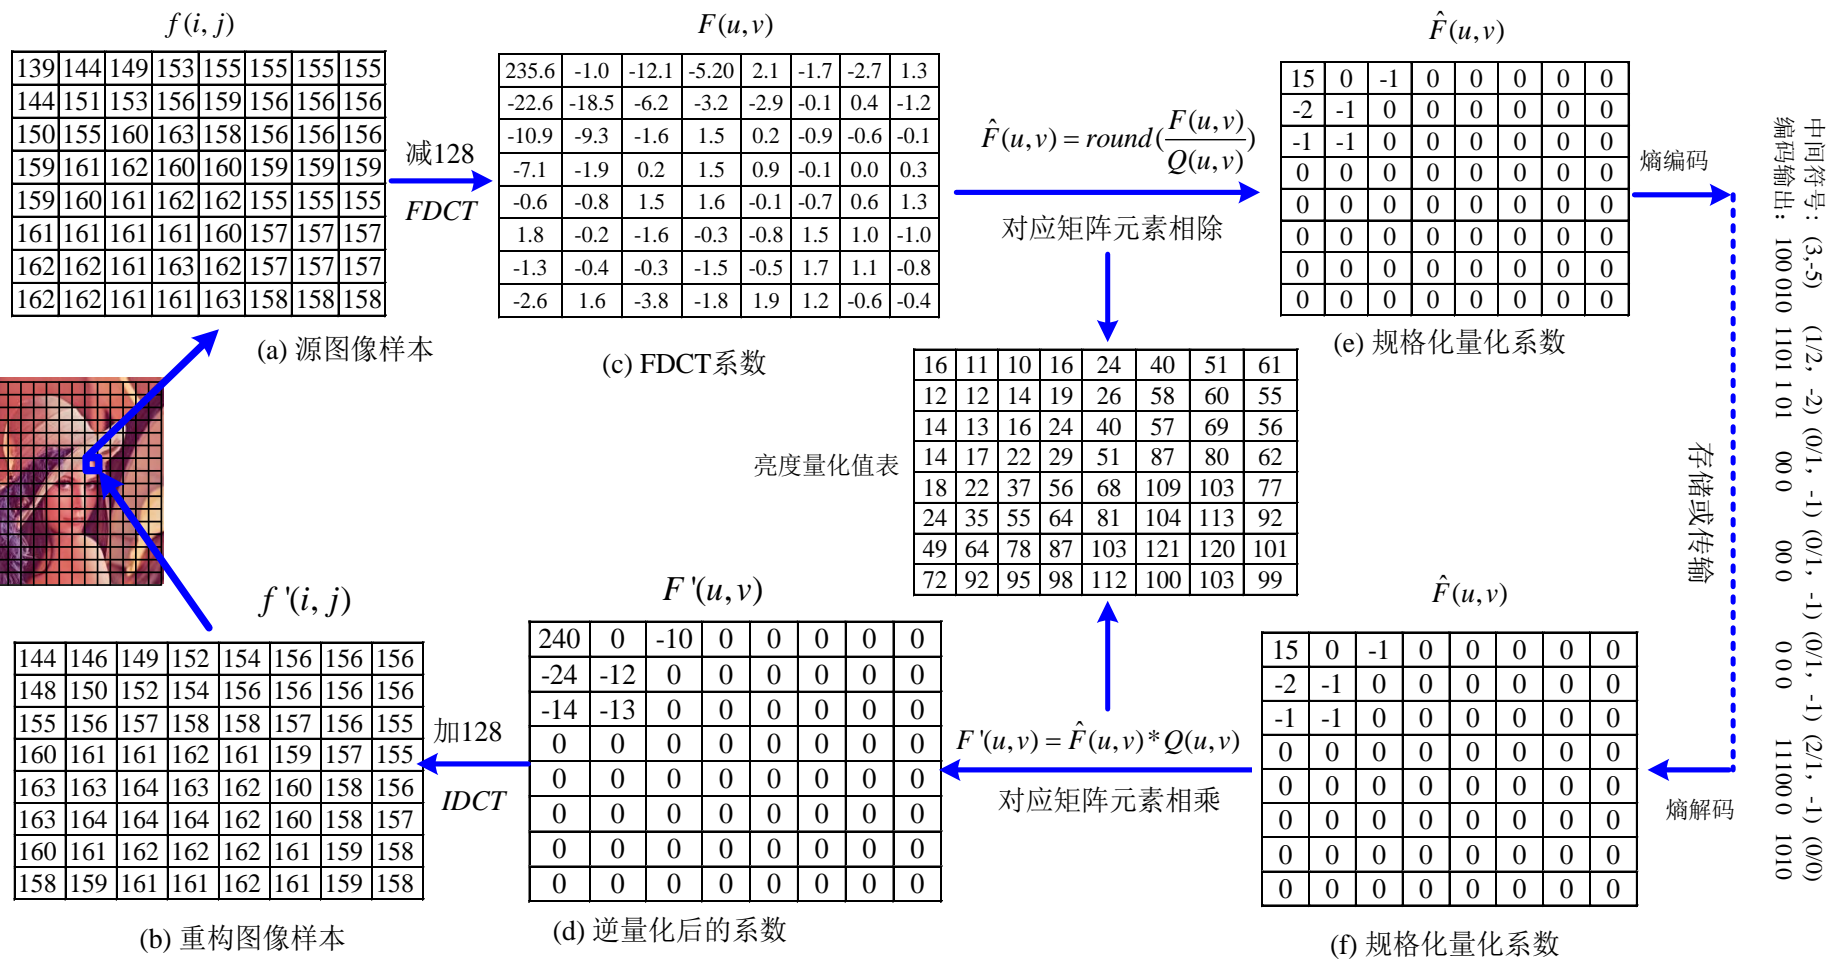 f(i, j)
139 144 149 153 155 155 155 155
144 151 153 156 159 156 156 156
150 155 160 163 158 156 156 156
159 161 162 160 160 159 159 159
159 160 161 162 162 155 155 155
161 161 161 161 160 157 157 157
162 162 161 163 162 157 157 157
162 162 161 161 163 158 158 158
(a) 源图像样本
减128
FDCT
F(u,v)
235.6 -1.0 -12.1 -5.20 2.1 -1.7 -2.7 1.3
-22.6 -18.5 -6.2 -3.2 -2.9 -0.1 0.4 -1.2
-10.9 -9.3 -1.6 1.5 0.2 -0.9 -0.6 -0.1
-7.1 -1.9 0.2 1.5 0.9 -0.1 0.0 0.3
-0.6 -0.8 1.5 1.6 -0.1 -0.7 0.6 1.3
1.8 -0.2 -1.6 -0.3 -0.8 1.5 1.0 -1.0
-1.3 -0.4 -0.3 -1.5 -0.5 1.7 1.1 -0.8
-2.6 1.6 -3.8 -1.8 1.9 1.2 -0.6 -0.4
(c) FDCT系数
F̂(u,v) = round(F(u,v)/Q(u,v))
对应矩阵元素相除
F̂(u,v)
15 0 -1 0 0 0 0 0
-2 -1 0 0 0 0 0 0
-1 -1 0 0 0 0 0 0
0 0 0 0 0 0 0 0
0 0 0 0 0 0 0 0
0 0 0 0 0 0 0 0
0 0 0 0 0 0 0 0
0 0 0 0 0 0 0 0
(e) 规格化量化系数
熵编码
中间符号: (3,-5) (1/2, -2) (0/1, -1) (0/1, -1) (0/1, -1) (2/1, -1) (0/0)
编码输出: 100 010 1101 1 01 00 0 00 0 0 0 0 11100 0 1010
存储或传输
亮度量化值表
16 11 10 16 24 40 51 61
12 12 14 19 26 58 60 55
14 13 16 24 40 57 69 56
14 17 22 29 51 87 80 62
18 22 37 56 68 109 103 77
24 35 55 64 81 104 113 92
49 64 78 87 103 121 120 101
72 92 95 98 112 100 103 99
f '(i, j)
144 146 149 152 154 156 156 156
148 150 152 154 156 156 156 156
155 156 157 158 158 157 156 155
160 161 161 162 161 159 157 155
163 163 164 163 162 160 158 156
163 164 164 164 162 160 158 157
160 161 162 162 162 161 159 158
158 159 161 161 162 161 159 158
(b) 重构图像样本
加128
IDCT
F '(u,v)
240 0 -10 0 0 0 0 0
-24 -12 0 0 0 0 0 0
-14 -13 0 0 0 0 0 0
0 0 0 0 0 0 0 0
0 0 0 0 0 0 0 0
0 0 0 0 0 0 0 0
0 0 0 0 0 0 0 0
0 0 0 0 0 0 0 0
(d) 逆量化后的系数
F '(u,v) = F̂(u,v)*Q(u,v)
对应矩阵元素相乘
F̂(u,v)
15 0 -1 0 0 0 0 0
-2 -1 0 0 0 0 0 0
-1 -1 0 0 0 0 0 0
0 0 0 0 0 0 0 0
0 0 0 0 0 0 0 0
0 0 0 0 0 0 0 0
0 0 0 0 0 0 0 0
0 0 0 0 0 0 0 0
(f) 规格化量化系数
熵解码